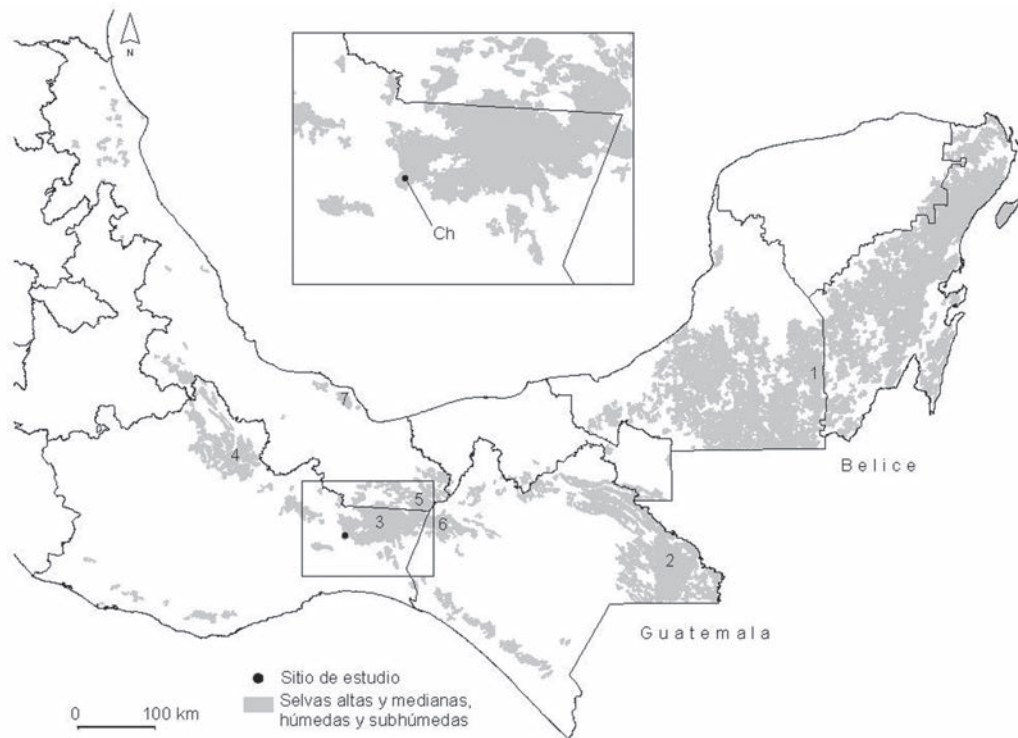 N
Ch
1
7
4
Belice
5
3
6
2
Guatemala
Sitio de estudio
Selvas altas y medianas,
húmedas y subhúmedas
0 100 km